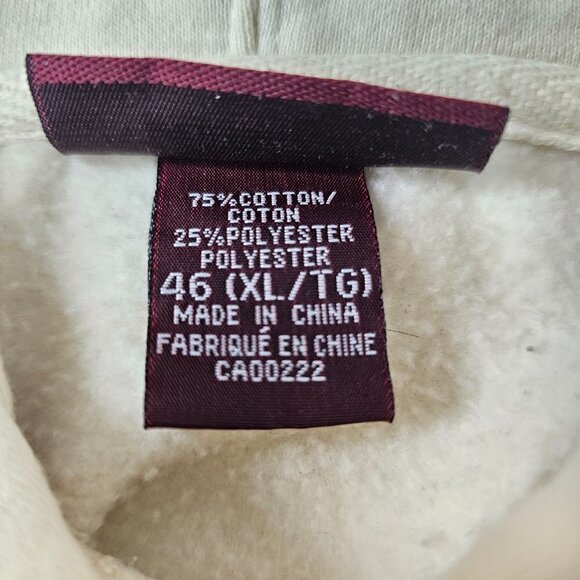 75%COTTON/
COTON
25%POLYESTER
POLYESTER
46 (XL/TG)
MADE IN CHINA
FABRIQUÉ EN CHINE
CA00222